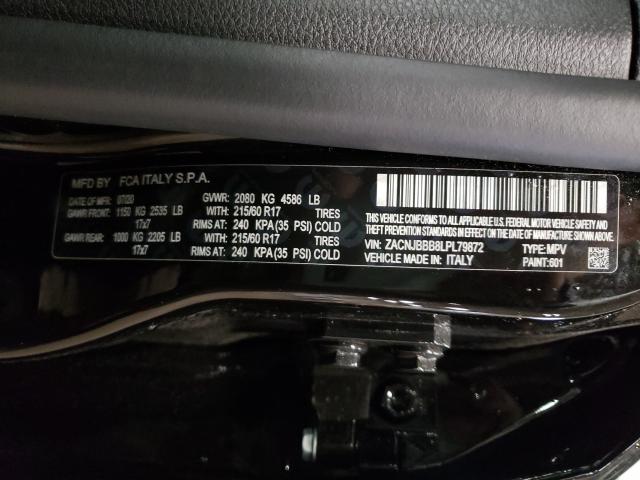 MFD BY FCA ITALY S.P.A.
DATE OF MFR 07/20 GVWR: 2080 KG 4586 LB
GAWR FRONT: 1150 KG 2535 LB WITH: 215/60 R17 TIRES
17x7 RIMS AT: 240 KPA (35 PSI) COLD
GAWR REAR: 1000 KG 2205 LB WITH: 215/60 R17 TIRES
17x7 RIMS AT: 240 KPA (35 PSI) COLD
THIS VEHICLE CONFORMS TO ALL APPLICABLE U.S. FEDERAL MOTOR VEHICLE SAFETY AND
BUMPER STANDARDS IN EFFECT ON THE DATE OF MANUFACTURE SHOWN ABOVE.
VIN: ZACNJBBB8LPL79872 TYPE: MPV
VEHICLE MADE IN: ITALY PAINT: 601